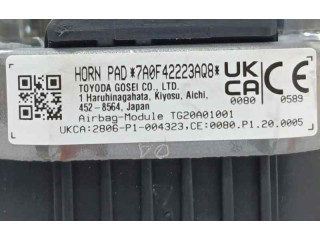 HORN PAD *7A0F42223AQ8*
TOYODA GOSEI CO., LTD.
1 Haruhinagahata, Kiyosu, Aichi,
452-8564, Japan
Airbag-Module TG20A01001
UKCA:2806-P1-004323,CE:0080.P1.20.0005
UK
CA
0080
CE
0589